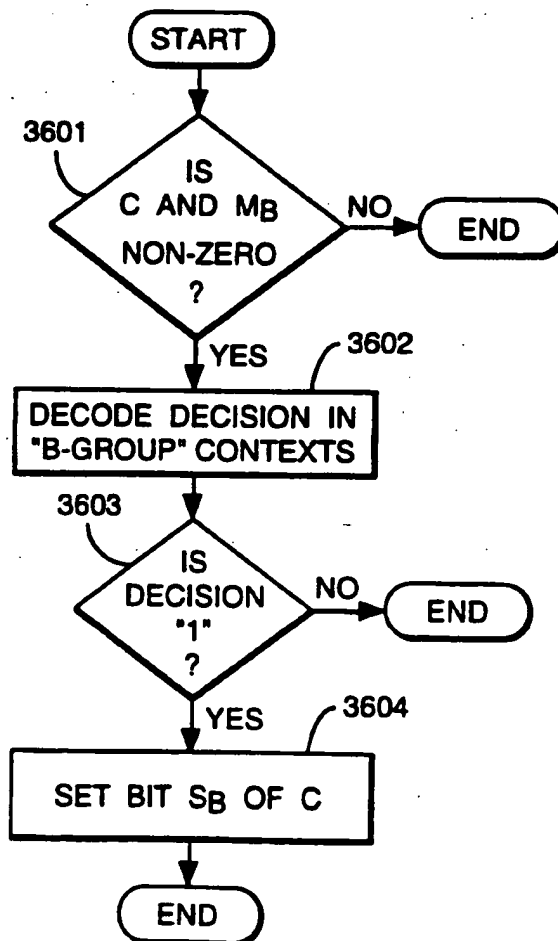 START
3601
IS
C AND MB
NON-ZERO
?
NO
END
YES
3602
DECODE DECISION IN
"B-GROUP" CONTEXTS
3603
IS
DECISION
"1"
?
NO
END
YES
3604
SET BIT SB OF C
END